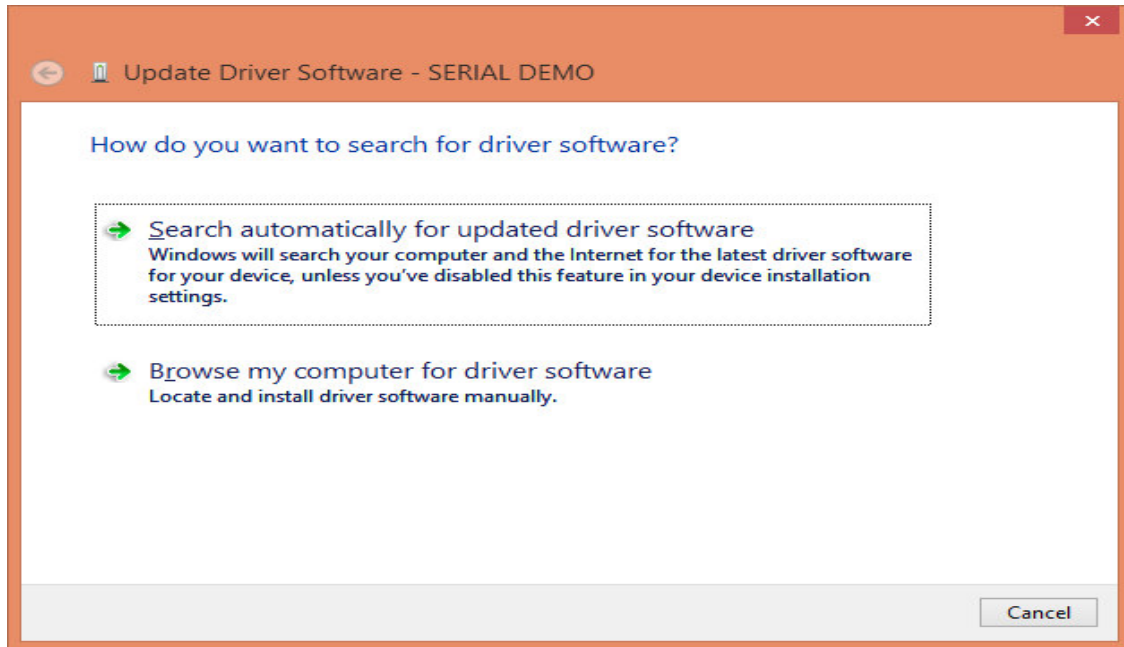 Update Driver Software - SERIAL DEMO
How do you want to search for driver software?
Search automatically for updated driver software
Windows will search your computer and the Internet for the latest driver software
for your device, unless you've disabled this feature in your device installation
settings.
Browse my computer for driver software
Locate and install driver software manually.
Cancel